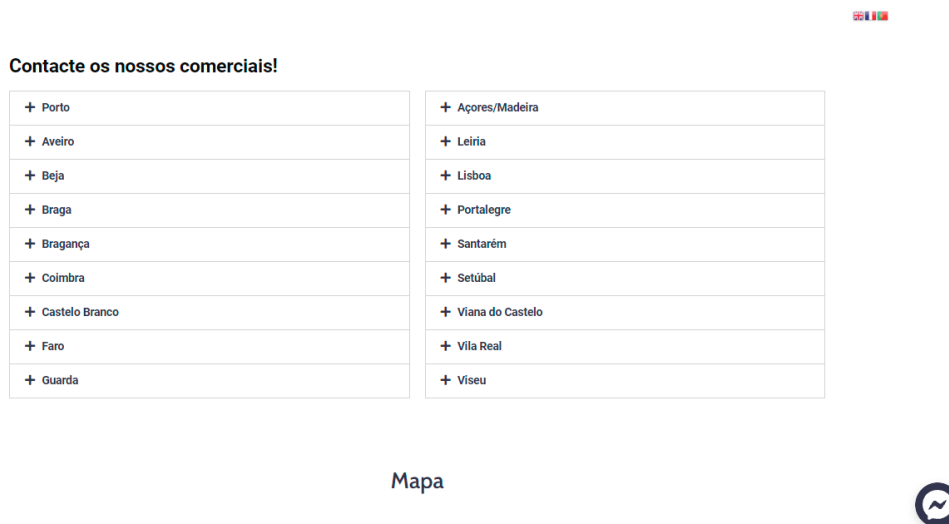 Contacte os nossos comerciais!
Porto
Aveiro
Beja
Braga
Bragança
Coimbra
Castelo Branco
Faro
Guarda
Açores/Madeira
Leiria
Lisboa
Portalegre
Santarém
Setúbal
Viana do Castelo
Vila Real
Viseu
Mapa